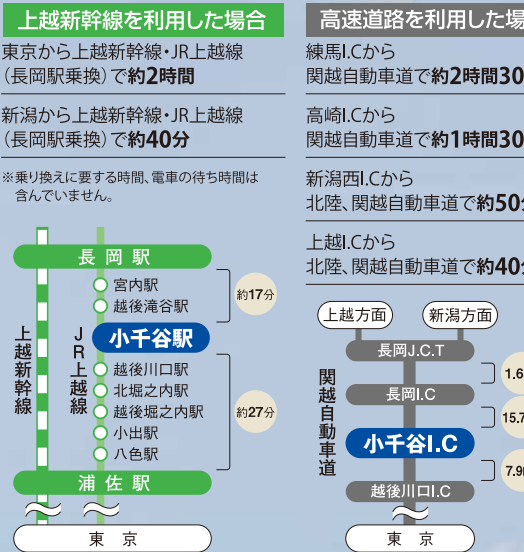 上越新幹線を利用した場合
東京から上越新幹線・JR上越線
(長岡駅乗換)で約2時間
新潟から上越新幹線・JR上越線
(長岡駅乗換)で約40分
※乗り換えに要する時間、電車の待ち時間は
含んでいません。
長岡駅
宮内駅
越後滝谷駅
約17分
小千谷駅
越後川口駅
北堀之内駅
越後堀之内駅
小出駅
八色駅
約27分
浦佐駅
上越新幹線
JR上越線
東京
高速道路を利用した場
練馬I.Cから
関越自動車道で約2時間30
高崎I.Cから
関越自動車道で約1時間30
新潟西I.Cから
北陸、関越自動車道で約50分
上越I.Cから
北陸、関越自動車道で約40分
上越方面
新潟方面
長岡J.C.T
1.6
長岡I.C
15.7
小千谷I.C
7.9
越後川口I.C
関越自動車道
東京